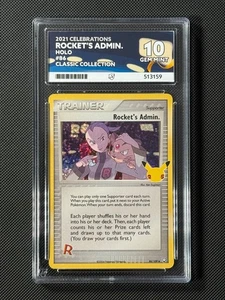 2021 CELEBRATIONS
ROCKET'S ADMIN.
HOLO
#86
CLASSIC COLLECTION
10
GEM MINT
513159
TRAINER
Supporter
Rocket's Admin.
You can play only one Supporter card each turn.
When you play this card, put it next to your Active
Pokémon. When your turn ends, discard this card.
Each player shuffles his or her hand
into his or her deck. Then, each player
counts his or her Prize cards left
and draws up to that many cards.
(You draw your cards first.)
R